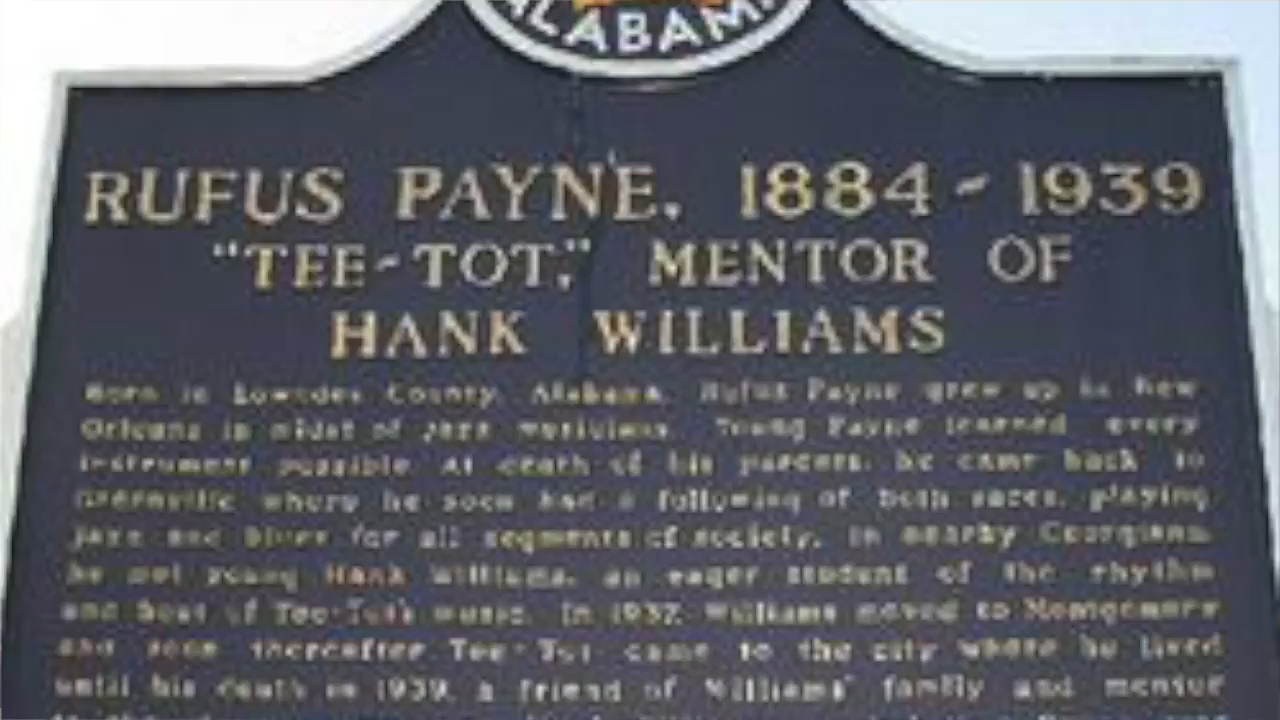 ALABAMA
RUFUS PAYNE, 1884-1939
"TEE-TOT," MENTOR OF
HANK WILLIAMS
Born in Lowndes County, Alabama, Rufus Payne grew up in New
Orleans in midst of jazz musicians. Young Payne learned every
instrument possible. At death of his parents, he came back to
Greenville where he soon had a following of both races, playing
jazz and blues for all segments of society. In nearby Georgiana,
he met young Hank Williams, an eager student of the rhythm
and beat of Tee-Tot's music. In 1937, Williams moved to Montgomery
and soon thereafter Tee-Tot came to the city where he lived
until his death in 1939, a friend of Williams' family and mentor